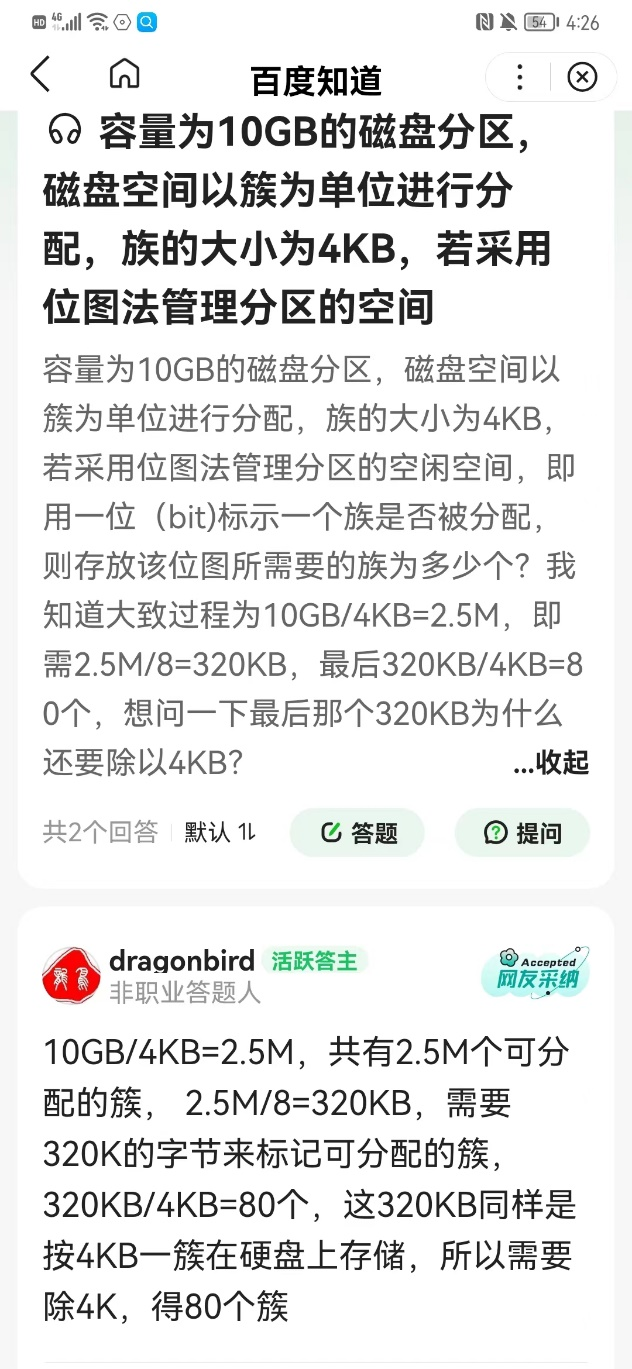 HD 4G 54 4:26
百度知道
容量为10GB的磁盘分区，
磁盘空间以簇为单位进行分
配，族的大小为4KB，若采用
位图法管理分区的空间
容量为10GB的磁盘分区，磁盘空间以
簇为单位进行分配，族的大小为4KB，
若采用位图法管理分区的空闲空间，即
用一位（bit)标示一个族是否被分配，
则存放该位图所需要的族为多少个？我
知道大致过程为10GB/4KB=2.5M，即
需2.5M/8=320KB，最后320KB/4KB=8
0个，想问一下最后那个320KB为什么
还要除以4KB？ ...收起
共2个回答 默认 答题 提问
dragonbird 活跃答主 Accepted
非职业答题人 网友采纳
10GB/4KB=2.5M，共有2.5M个可分
配的簇， 2.5M/8=320KB，需要
320K的字节来标记可分配的簇，
320KB/4KB=80个，这320KB同样是
按4KB一簇在硬盘上存储，所以需要
除4K，得80个簇